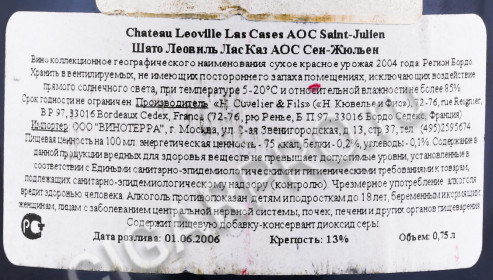 Chateau Leoville Las Cases AOC Saint-Julien
Шато Леовиль Лас Каз АОС Сен-Жюльен
Вино коллекционное географического наименования сухое красное урожая 2004 года Регион Бордо
Хранить в вентилируемых, не имеющих постороннего запаха помещениях, исключающих воздействие
прямого солнечного света, при температуре 5-20°С и относительной влажности не более 85%
Срок годности не ограничен Производитель «H. Cuvelier & Fils» («Н. Кювелье и Фис»), 72-76, rue Reignier,
B.P. 97, 33016 Bordeaux Cedex, France (72-76, рю Ренье, Б.П. 97, 33016 Бордо Седекс, Франция)
Импортер ООО "ВИНОТЕРРА", г. Москва, ул. 2-ая Звенигородская, д. 13, стр 37, тел (495)2595674
Пищевая ценность на 100 мл: энергетическая ценность - 75 ккал, белки -0,2%, углеводы -0,1%. Содержание в
данной продукции вредных для здоровья веществ не превышает допустимые уровни, установленные в
соответствии с Едиными санитарно-эпидемиологическими и гигиеническими требованиями к товарам,
подлежащих санитарно-эпидемиологическому надзору (контролю). Чрезмерное употребление алкоголя
вредит здоровью человека. Алкоголь противопоказан детям и подросткам до 18 лет, беременным и кормящим
женщинам, лицам с заболеваниями центральной нервной системы, почек, печени и других органов пищеварения
Содержит пищевую добавку-консервант диоксид серы.
Дата розлива: 01.06.2006 Крепость: 13% Объем: 0,75 л